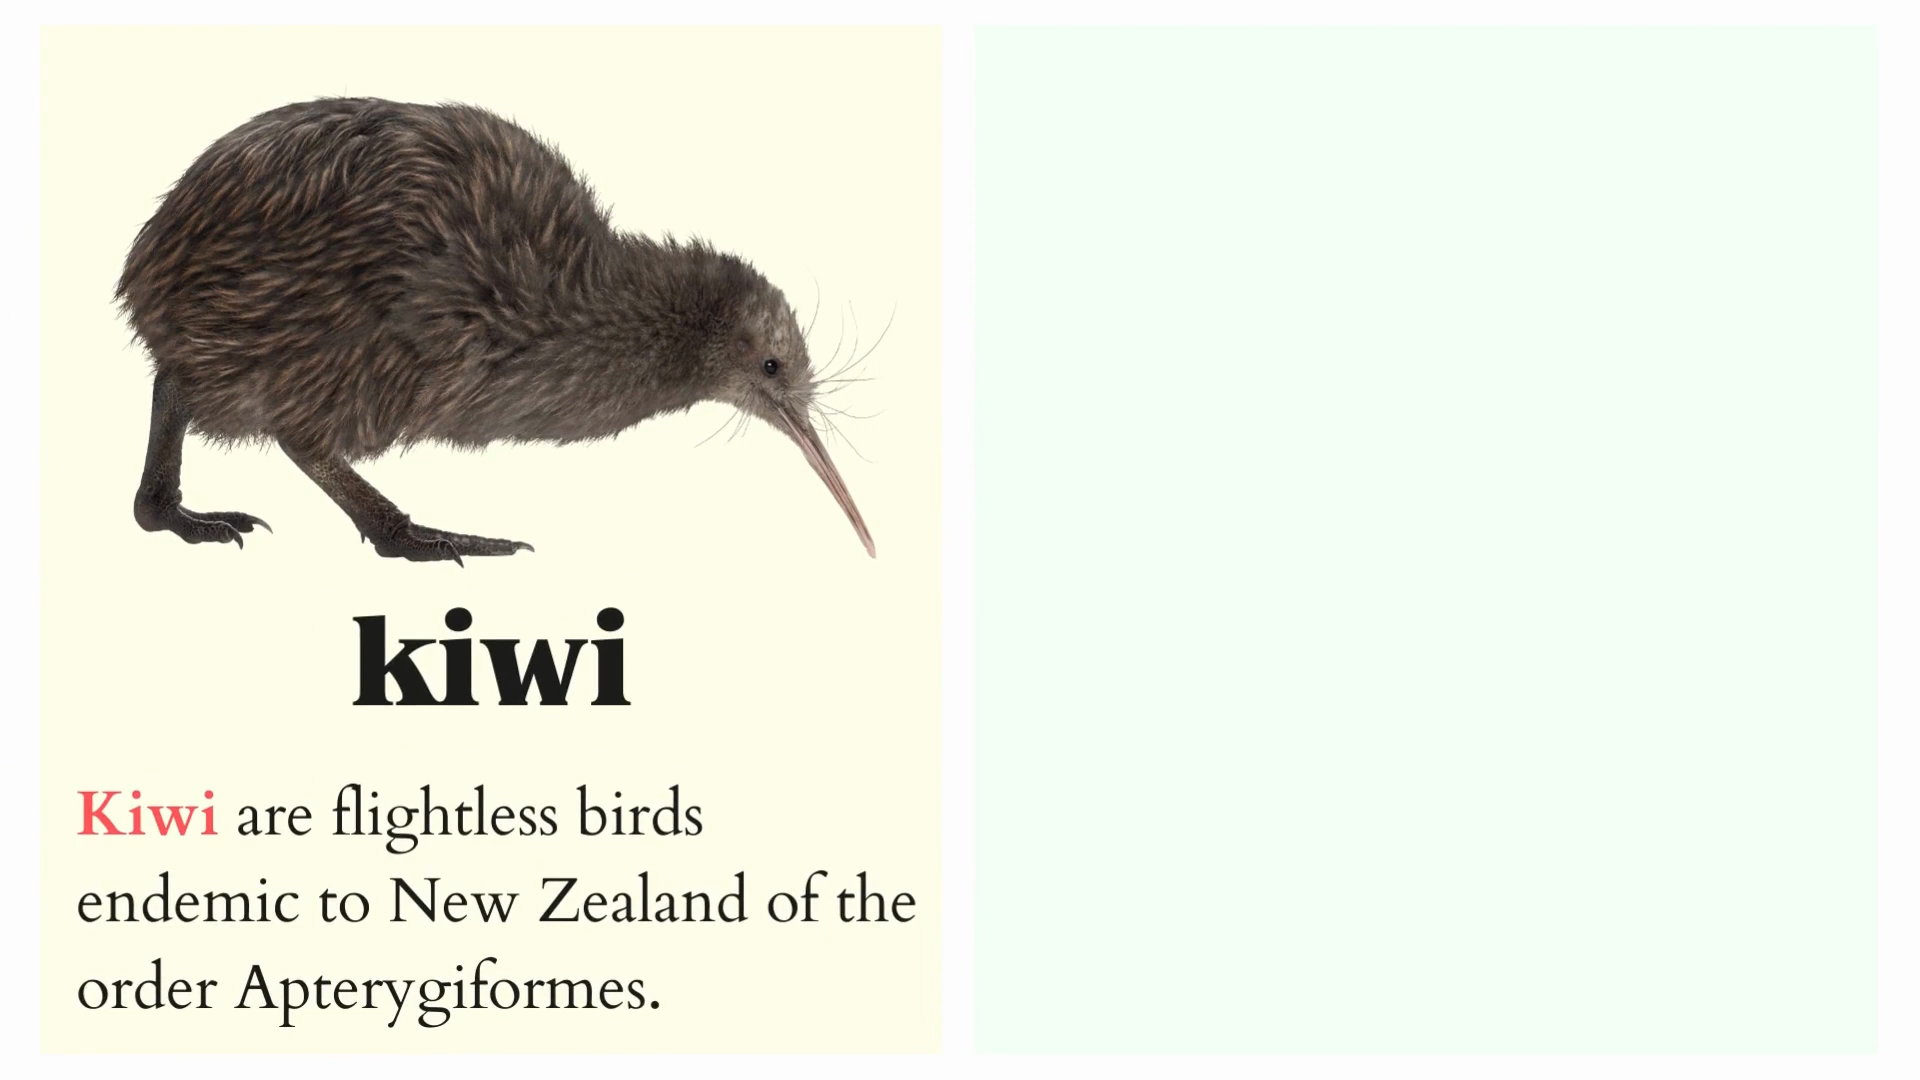 kiwi
Kiwi are flightless birds
endemic to New Zealand of the
order Apterygiformes.